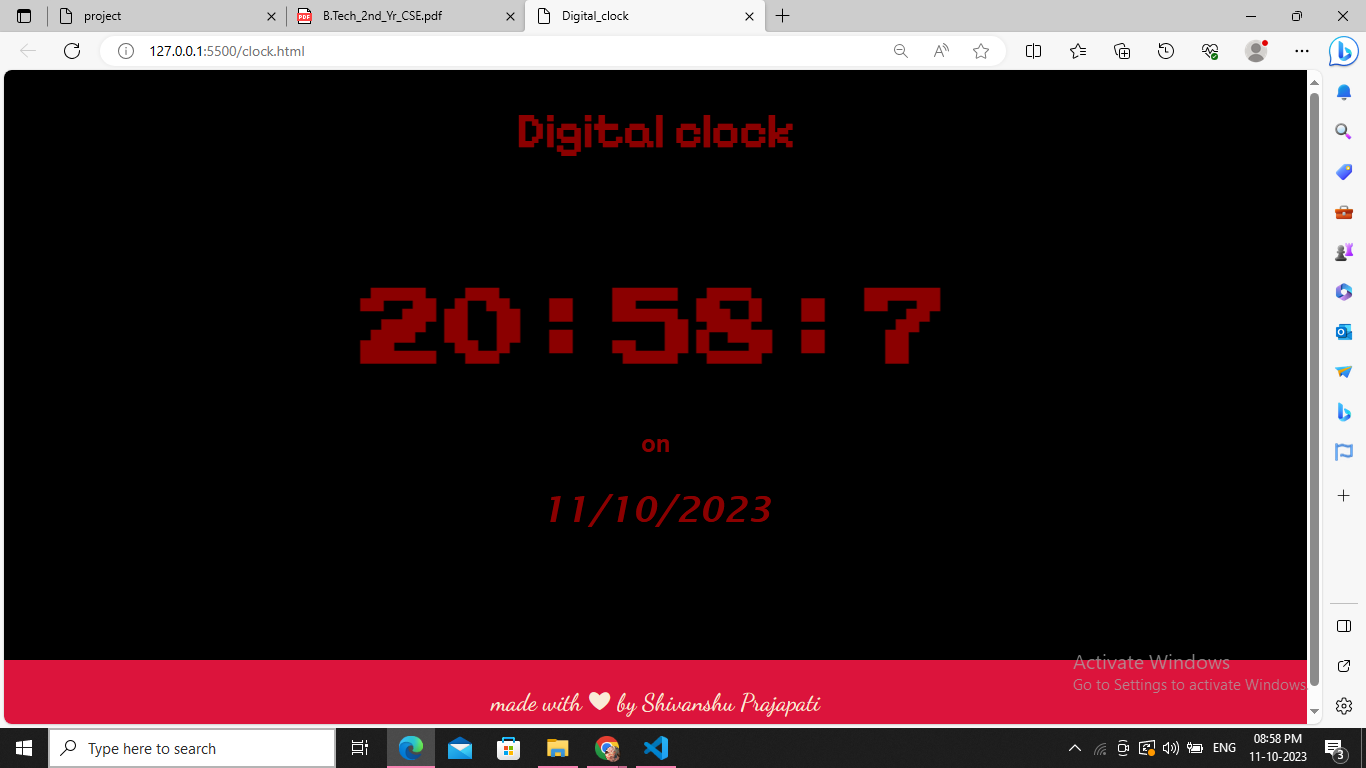 project
B.Tech_2nd_Yr_CSE.pdf
Digital_clock
127.0.0.1:5500/clock.html
Digital clock
20:58:7
on
11/10/2023
Activate Windows
Go to Settings to activate Windows
made with ❤ by Shivanshu Prajapati
Type here to search
ENG
08:58 PM
11-10-2023
3